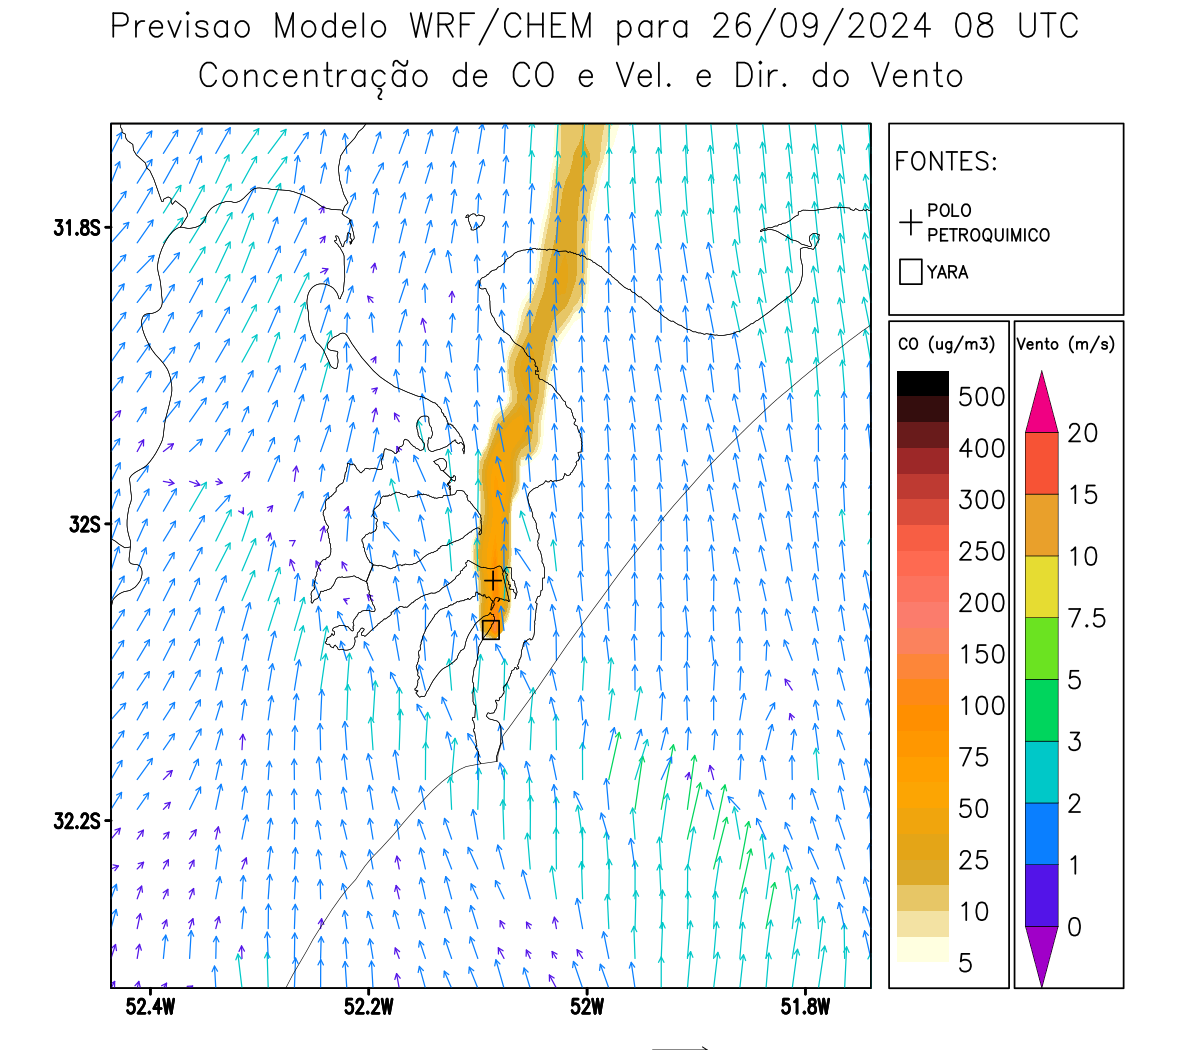 Previsao Modelo WRF/CHEM para 26/09/2024 08 UTC
Concentração de CO e Vel. e Dir. do Vento
FONTES:
POLO
PETROQUIMICO
YARA
CO (ug/m3)
500
400
300
250
200
150
100
75
50
25
10
5
Vento (m/s)
20
15
10
7.5
5
3
2
1
0
31.8S
32S
32.2S
52.4W
52.2W
52W
51.8W